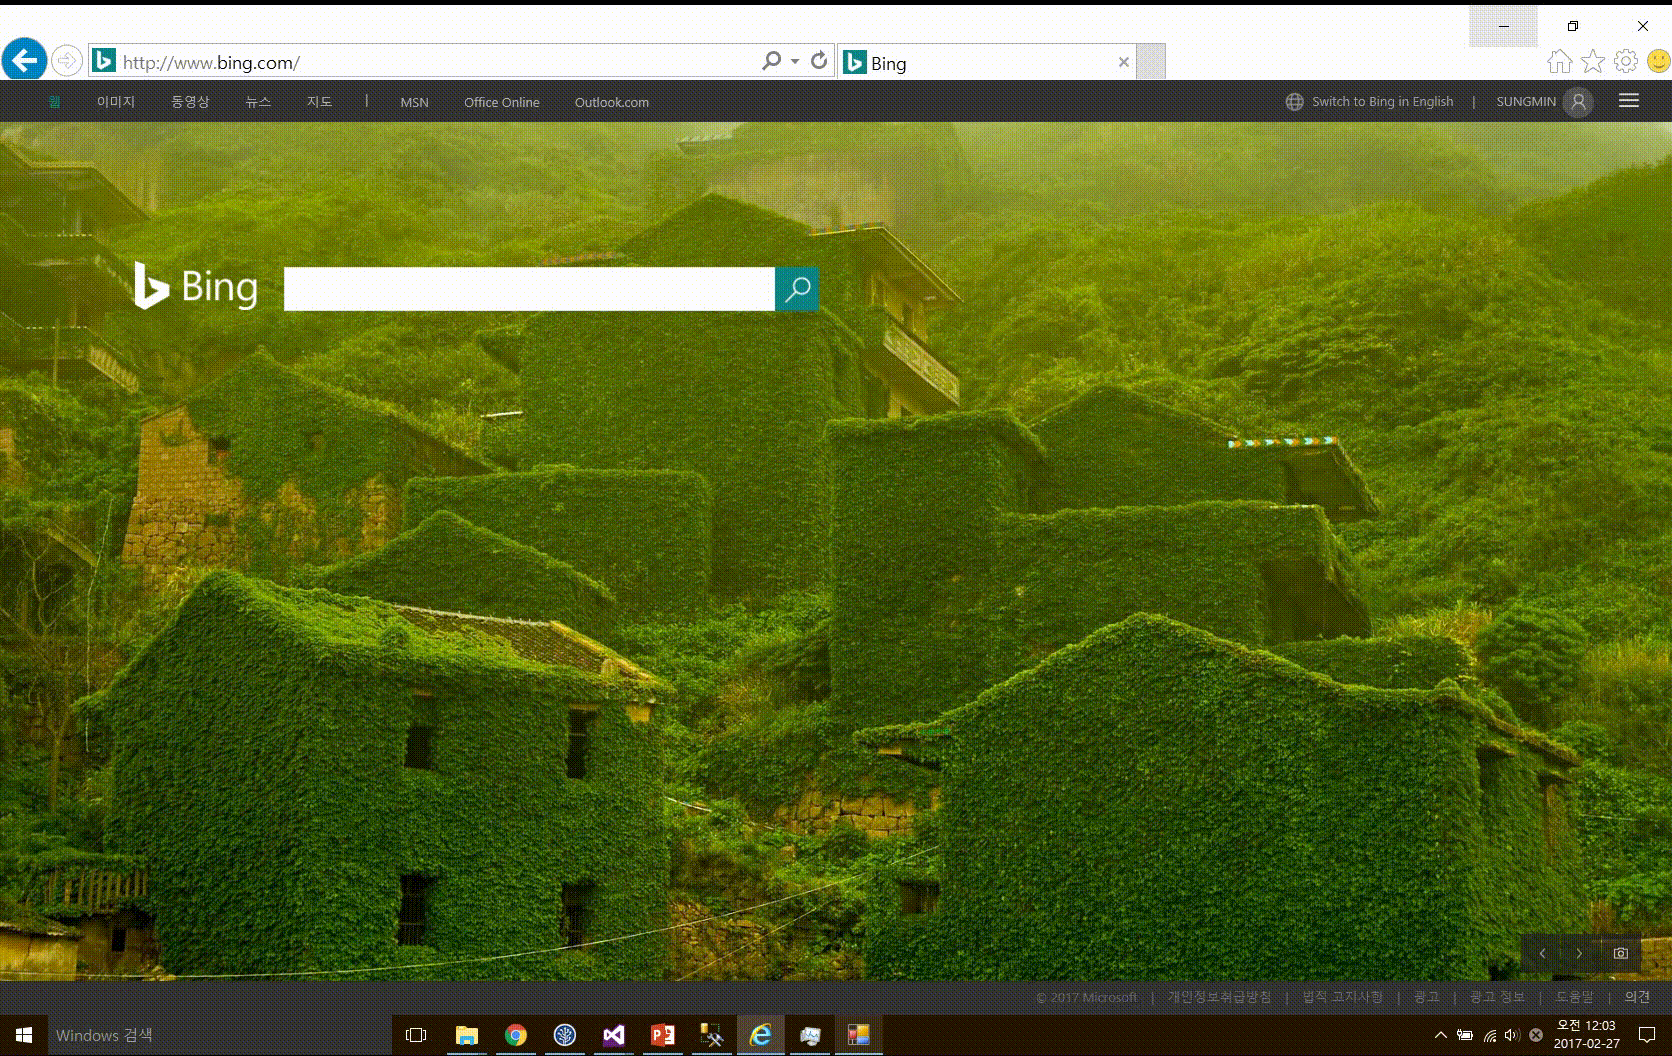 http://www.bing.com/
Bing
웹 이미지 동영상 뉴스 지도 | MSN Office Online Outlook.com
Switch to Bing in English | SUNGMIN
Bing
© 2017 Microsoft | 개인정보취급방침 | 법적 고지사항 | 광고 | 광고 정보 | 도움말 | 의견
Windows 검색
오전 12:03
2017-02-27